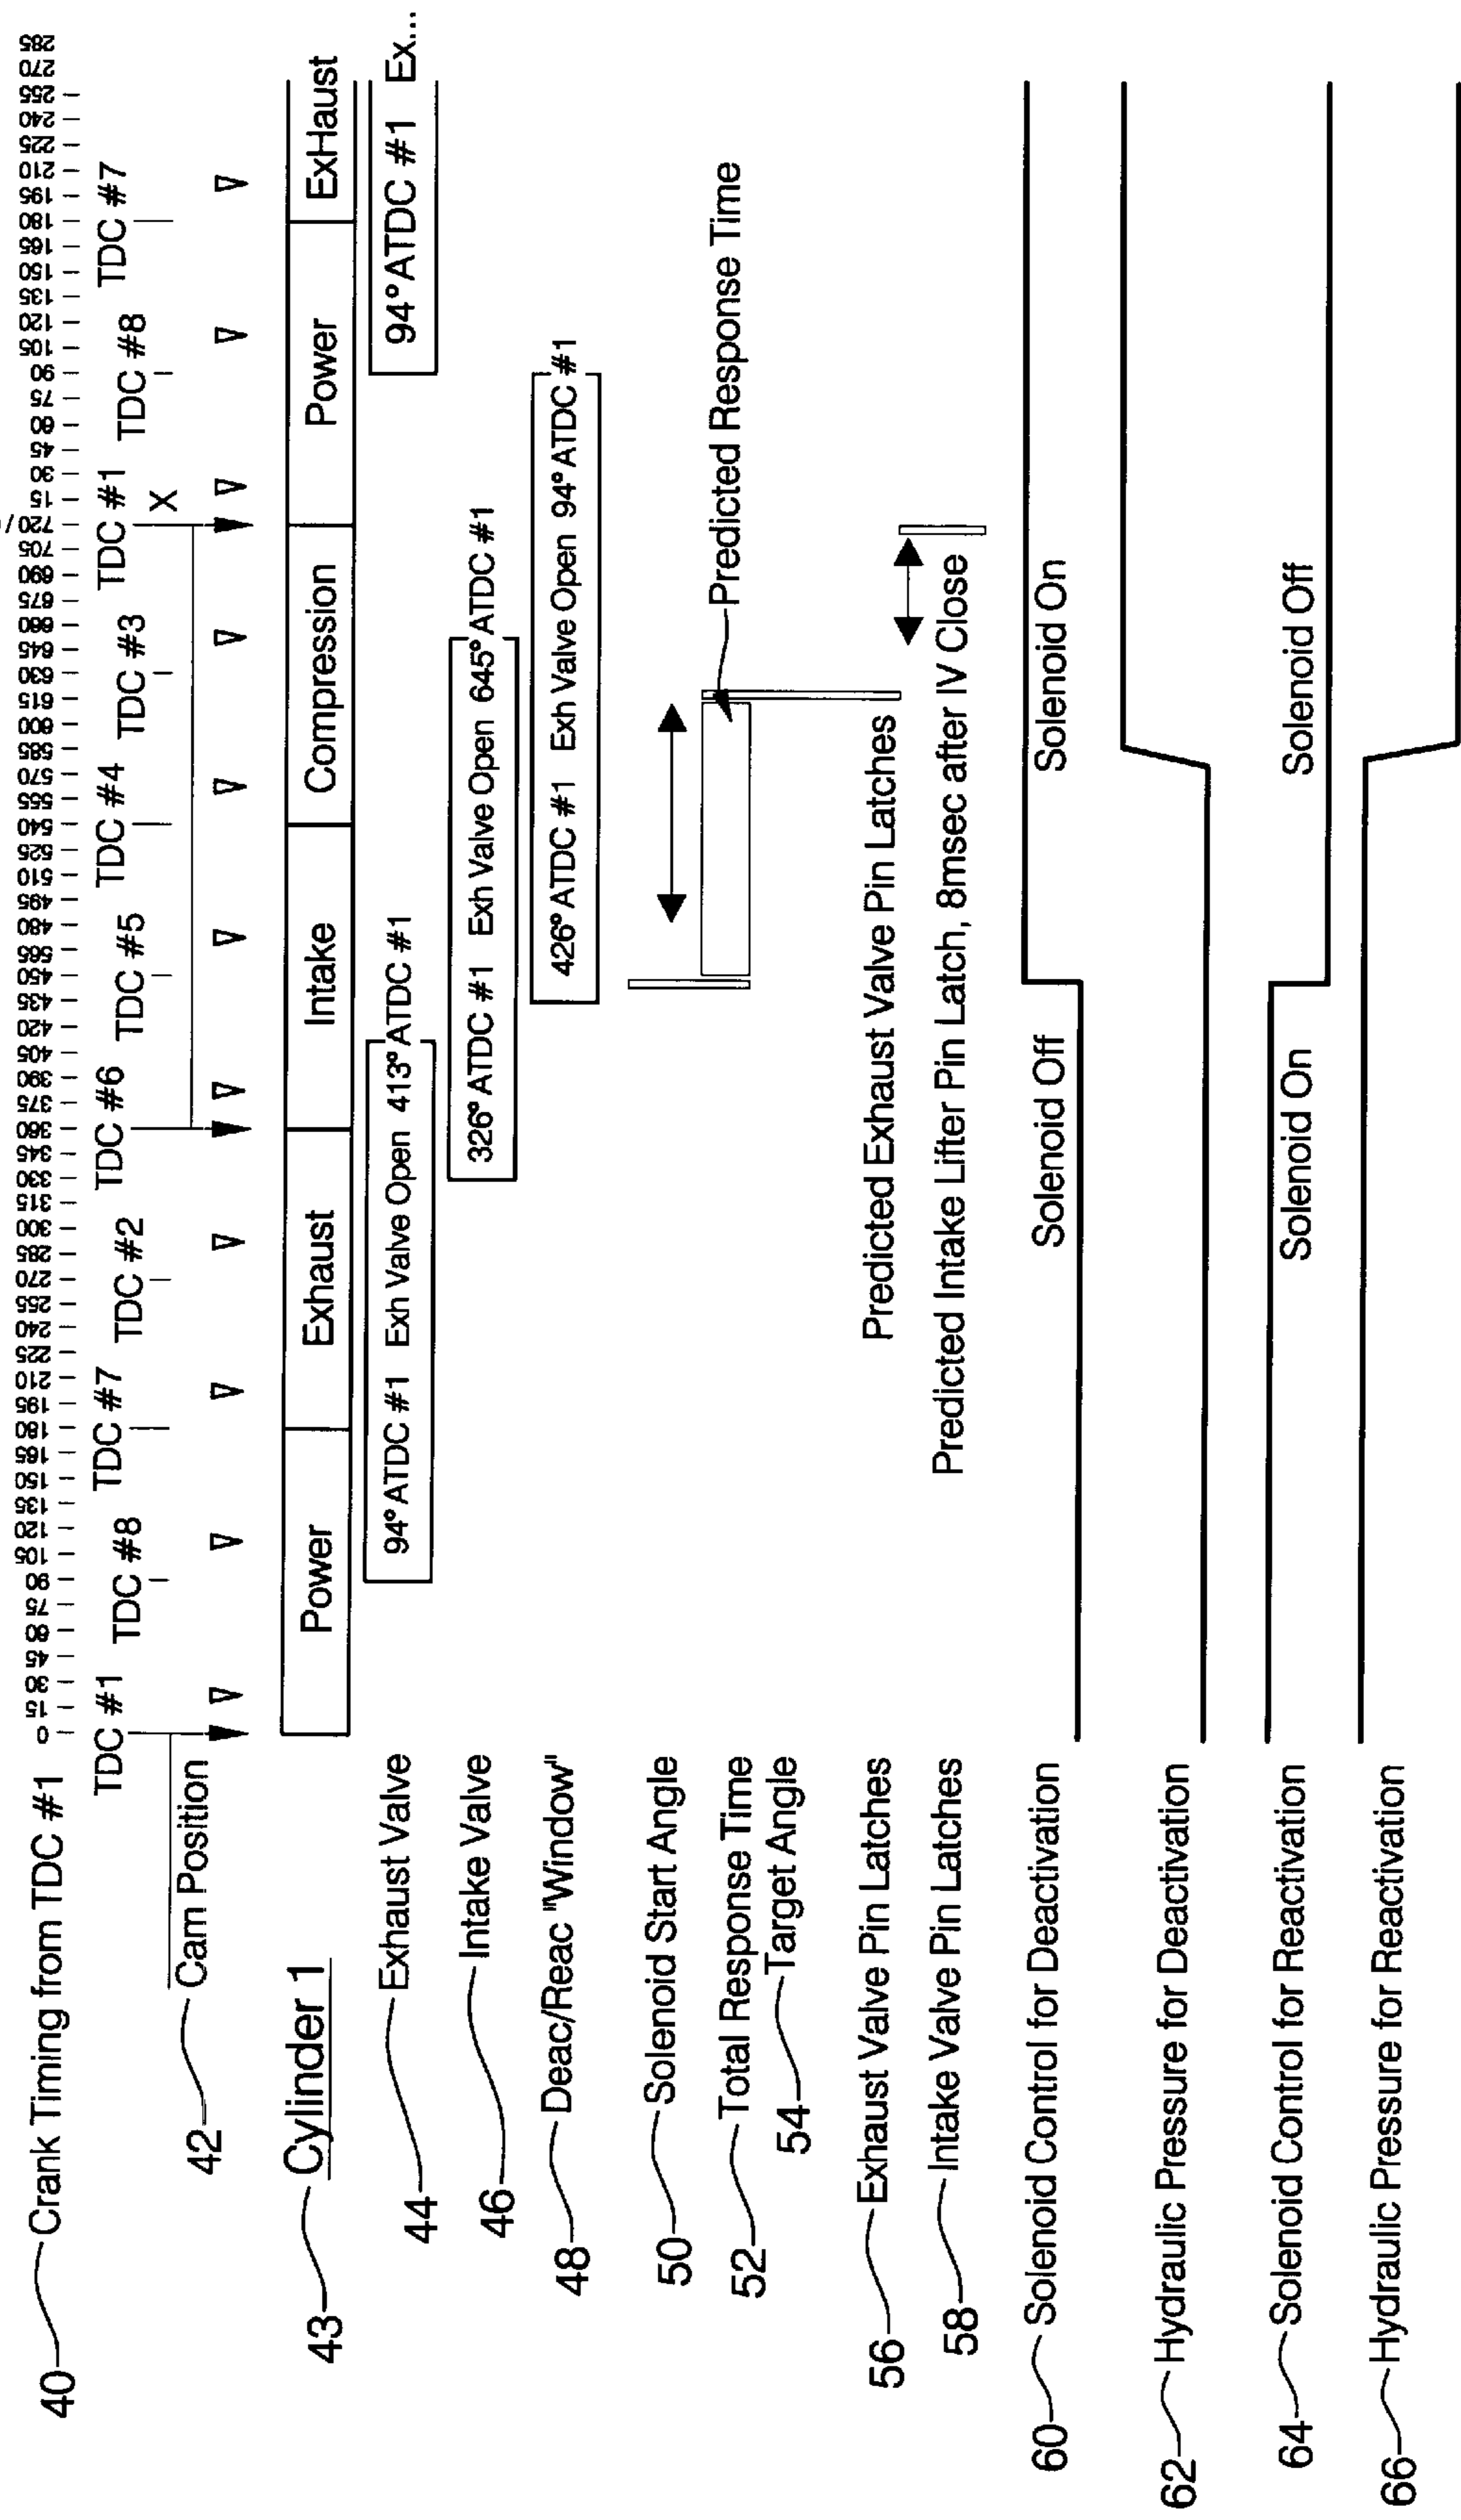 40 Crank Timing from TDC #1
0 15 30 45 60 75 90 105 120 135 150 165 180 195 210 225 240 255 270 285 300 315 330 345 360 375 390 405 420 435 450 565 480 495 510 525 540 555 570 585 600 615 630 645 660 675 690 705 720 15 30 45 60 75 90 105 120 135 150 165 180 195 210 225 240 255 270 285
TDC #1 TDC #8 TDC #7 TDC #2 TDC #6 TDC #5 TDC #4 TDC #3 TDC #1 TDC #8 TDC #7
X
42 Cam Position
43 Cylinder 1
Power Exhaust Intake Compression Power ExHaust
44 Exhaust Valve
94° ATDC #1 Exh Valve Open 413° ATDC #1
94° ATDC #1 Ex...
46 Intake Valve
326° ATDC #1 Exh Valve Open 645° ATDC #1
48 Deac/Reac "Window"
426° ATDC #1 Exh Valve Open 94° ATDC #1
50 Solenoid Start Angle
52 Total Response Time
Predicted Response Time
54 Target Angle
56 Exhaust Valve Pin Latches
Predicted Exhaust Valve Pin Latches
58 Intake Valve Pin Latches
Predicted Intake Lifter Pin Latch, 8msec after IV Close
60 Solenoid Control for Deactivation
Solenoid Off Solenoid On
62 Hydraulic Pressure for Deactivation
64 Solenoid Control for Reactivation
Solenoid On Solenoid Off
66 Hydraulic Pressure for Reactivation